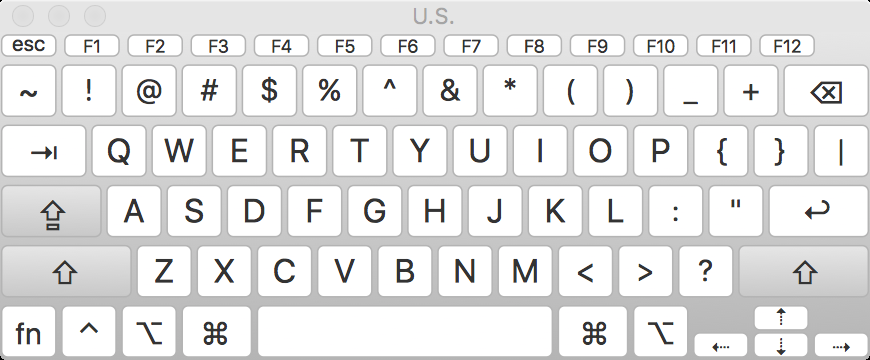 U.S.
esc F1 F2 F3 F4 F5 F6 F7 F8 F9 F10 F11 F12
~ ! @ # $ % ^ & * ( ) _ + ⌫
⇥ Q W E R T Y U I O P { } |
⇪ A S D F G H J K L : " ↩
⇧ Z X C V B N M < > ? ⇧
fn ^ ⌥ ⌘ ⌘ ⌥ ⇠ ⇡ ⇣ ⇢